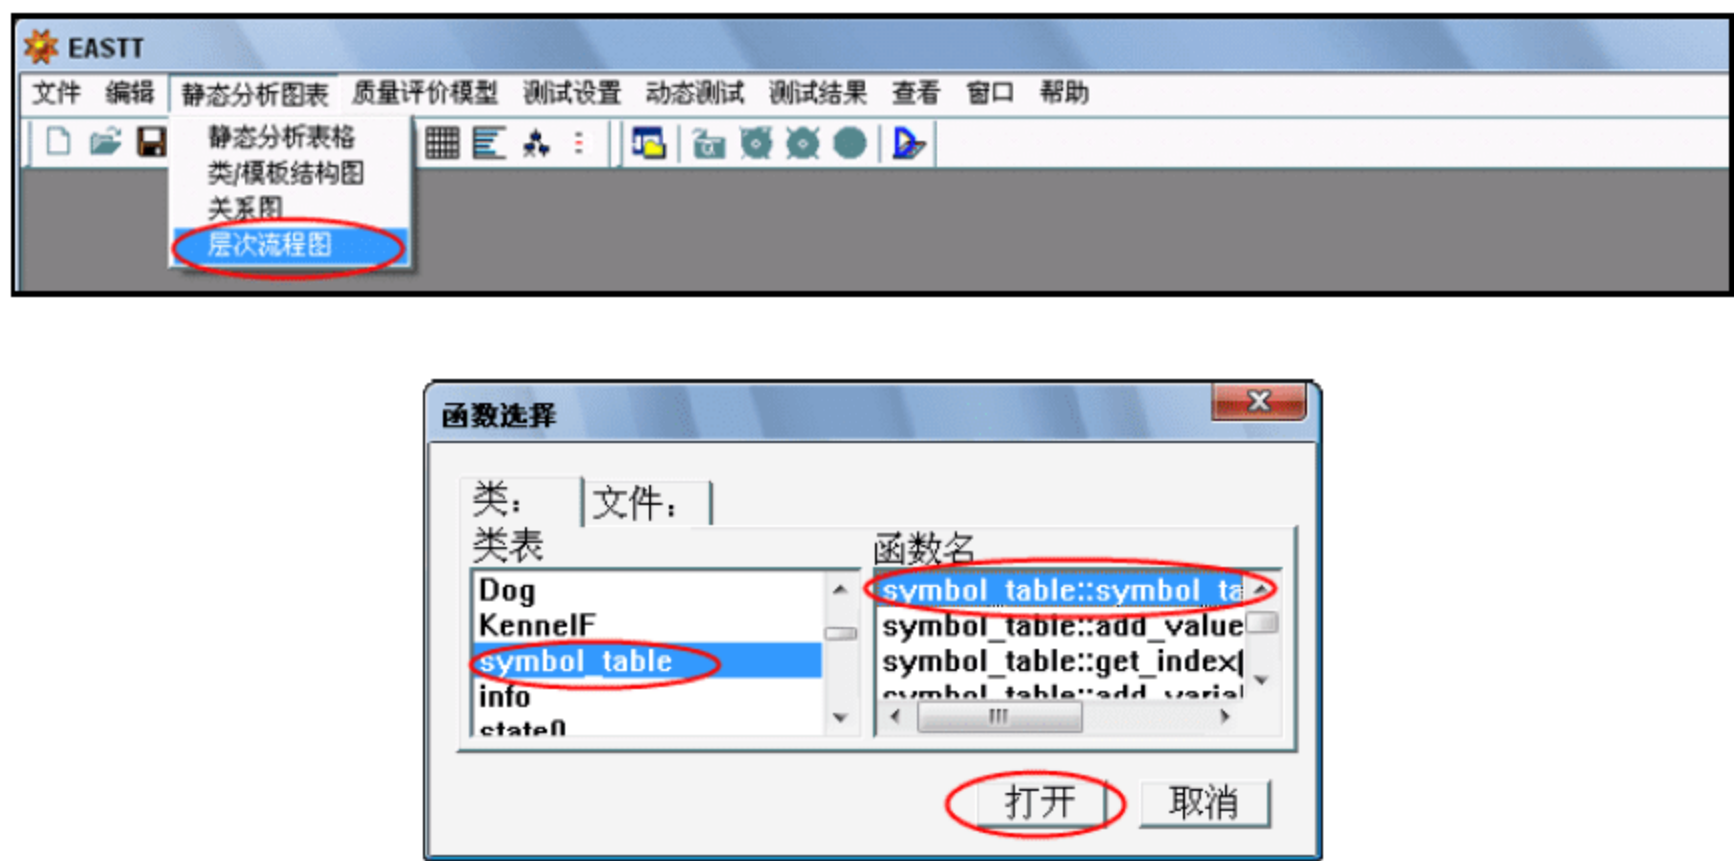 EASTT
文件 编辑 静态分析图表 质量评价模型 测试设置 动态测试 测试结果 查看 窗口 帮助
静态分析表格
类/模板结构图
关系图
层次流程图
函数选择
类: 文件:
类表 函数名
Dog symbol_table::symbol_ta
KennelF symbol_table::add_value
symbol_table symbol_table::get_index(
info symbol_table::add_varial
state0
打开 取消